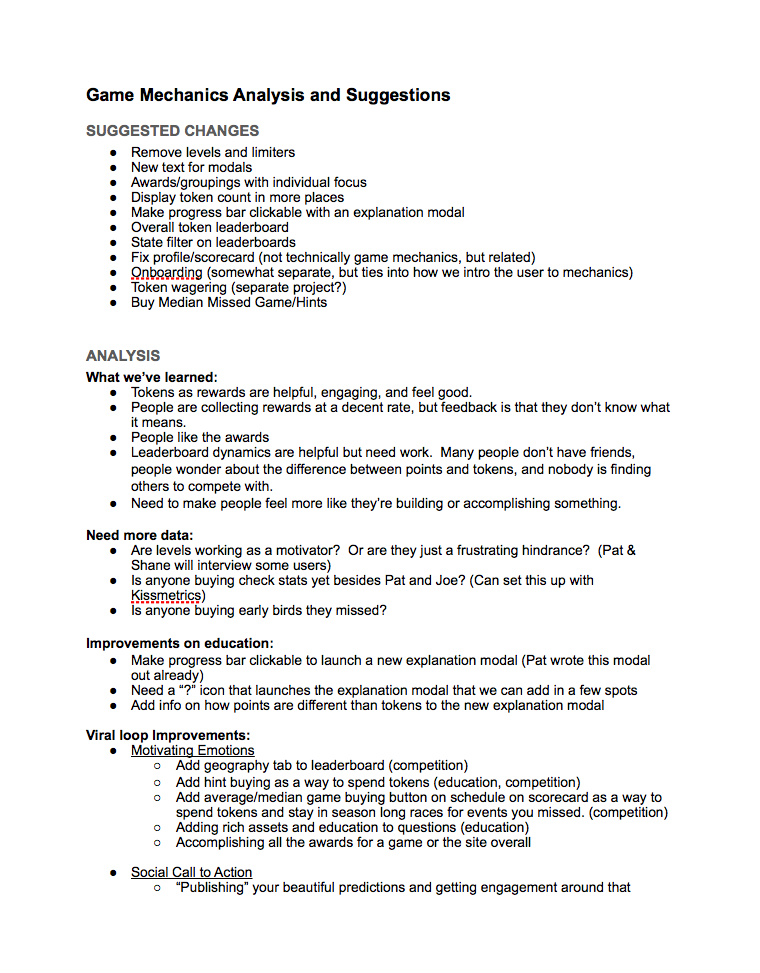 Game Mechanics Analysis and Suggestions
SUGGESTED CHANGES
● Remove levels and limiters
● New text for modals
● Awards/groupings with individual focus
● Display token count in more places
● Make progress bar clickable with an explanation modal
● Overall token leaderboard
● State filter on leaderboards
● Fix profile/scorecard (not technically game mechanics, but related)
● Onboarding (somewhat separate, but ties into how we intro the user to mechanics)
● Token wagering (separate project?)
● Buy Median Missed Game/Hints
ANALYSIS
What we’ve learned:
● Tokens as rewards are helpful, engaging, and feel good.
● People are collecting rewards at a decent rate, but feedback is that they don’t know what
it means.
● People like the awards
● Leaderboard dynamics are helpful but need work.  Many people don’t have friends,
people wonder about the difference between points and tokens, and nobody is finding
others to compete with.
● Need to make people feel more like they’re building or accomplishing something.
Need more data:
● Are levels working as a motivator?  Or are they just a frustrating hindrance?  (Pat &
Shane will interview some users)
● Is anyone buying check stats yet besides Pat and Joe? (Can set this up with
Kissmetrics)
● Is anyone buying early birds they missed?
Improvements on education:
● Make progress bar clickable to launch a new explanation modal (Pat wrote this modal
out already)
● Need a “?” icon that launches the explanation modal that we can add in a few spots
● Add info on how points are different than tokens to the new explanation modal
Viral loop Improvements:
● Motivating Emotions
○ Add geography tab to leaderboard (competition)
○ Add hint buying as a way to spend tokens (education, competition)
○ Add average/median game buying button on schedule on scorecard as a way to
spend tokens and stay in season long races for events you missed. (competition)
○ Adding rich assets and education to questions (education)
○ Accomplishing all the awards for a game or the site overall
● Social Call to Action
○ “Publishing” your beautiful predictions and getting engagement around that